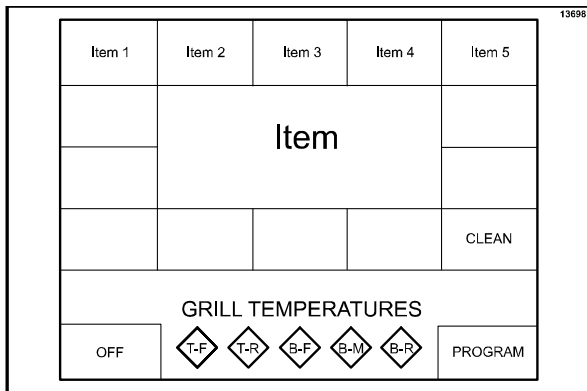 13698
Item 1 Item 2 Item 3 Item 4 Item 5
Item
CLEAN
GRILL TEMPERATURES
OFF T-F T-R B-F B-M B-R PROGRAM